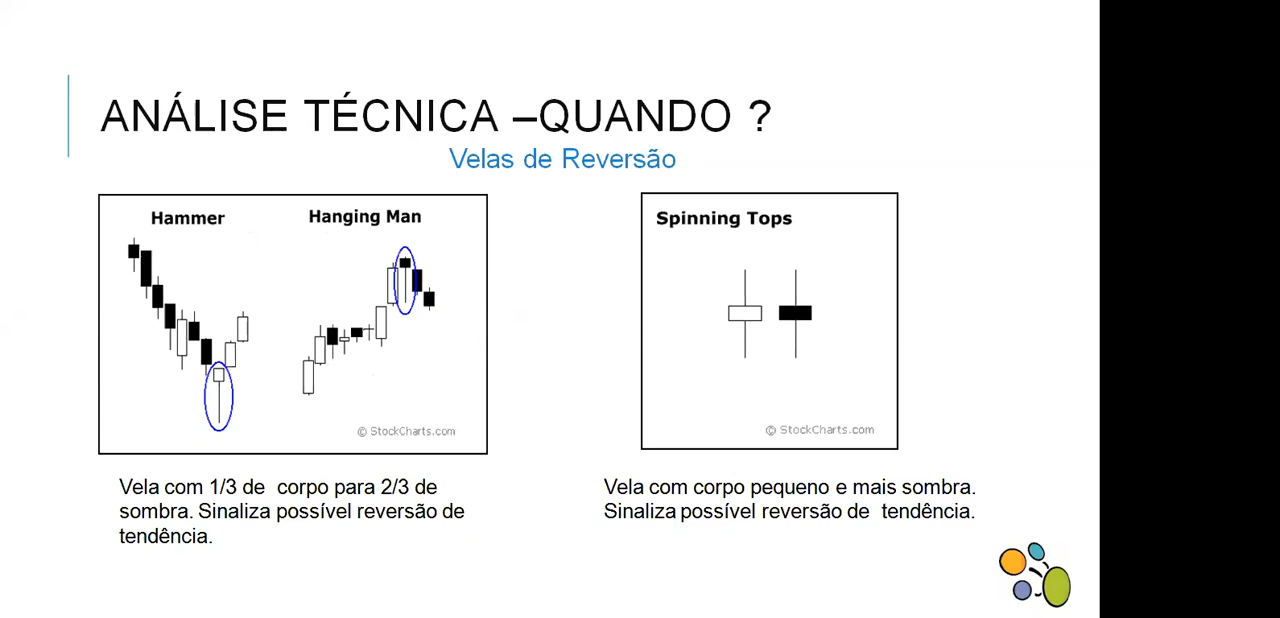 ANÁLISE TÉCNICA –QUANDO ?
Velas de Reversão
Hammer
Hanging Man
© StockCharts.com
Spinning Tops
© StockCharts.com
Vela com 1/3 de corpo para 2/3 de
sombra. Sinaliza possível reversão de
tendência.
Vela com corpo pequeno e mais sombra.
Sinaliza possível reversão de tendência.